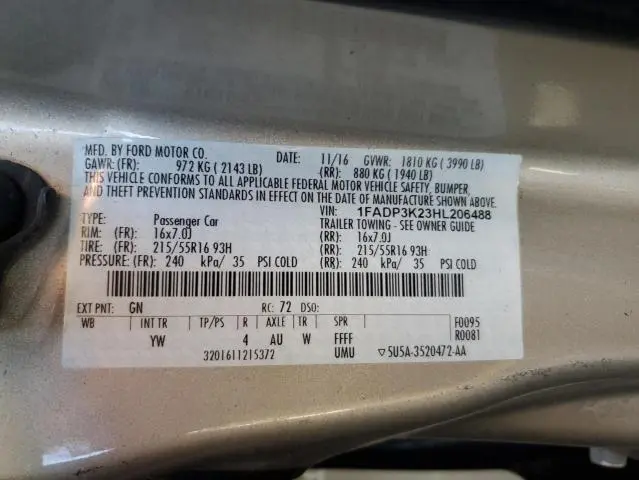 MFD. BY FORD MOTOR CO. DATE: 11/16 GVWR: 1810 KG ( 3990 LB)
GAWR: (FR): 972 KG ( 2143 LB) (RR): 880 KG ( 1940 LB)
THIS VEHICLE CONFORMS TO ALL APPLICABLE FEDERAL MOTOR VEHICLE SAFETY, BUMPER,
AND THEFT PREVENTION STANDARDS IN EFFECT ON THE DATE OF MANUFACTURE SHOWN ABOVE.
VIN: 1FADP3K23HL206488
TYPE: Passenger Car TRAILER TOWING - SEE OWNER GUIDE
RIM: (FR): 16x7.0J (RR): 16x7.0J
TIRE: (FR): 215/55R16 93H (RR): 215/55R16 93H
PRESSURE: (FR): 240 kPa/ 35 PSI COLD (RR): 240 kPa/ 35 PSI COLD
EXT PNT: GN RC: 72 DSO:
WB INT TR TP/PS R AXLE TR SPR F0095
YW 4 AU W FFFF R0081
3201611215372 UMU ▽5U5A-3520472-AA